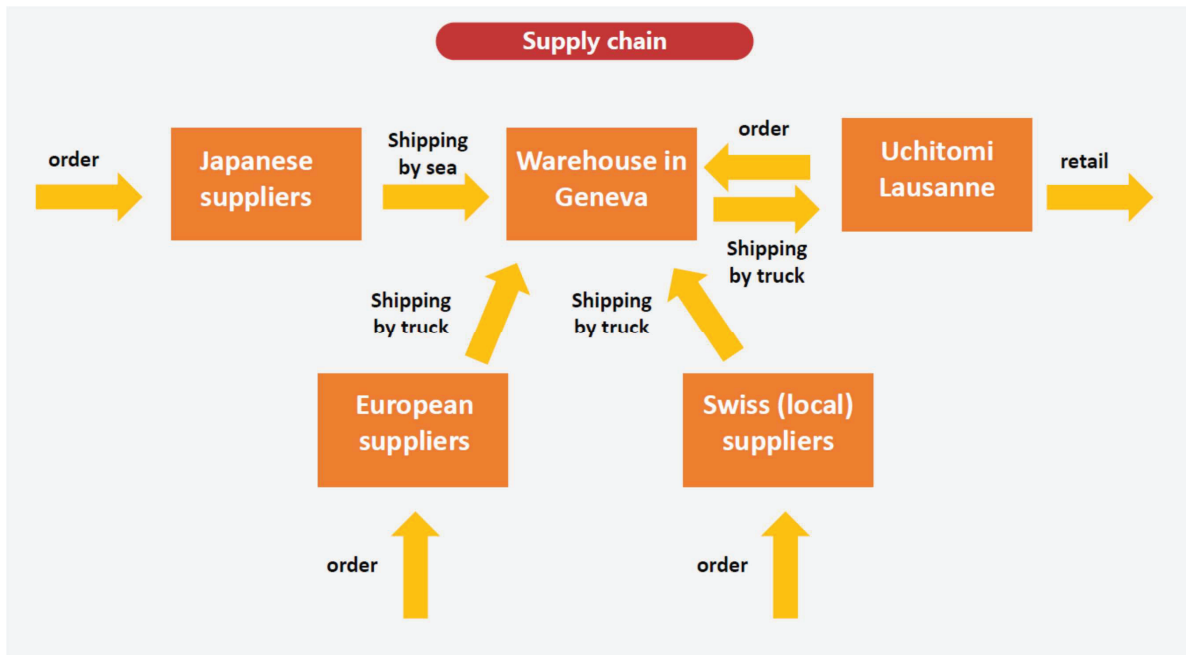 Supply chain
order
Japanese
suppliers
Shipping
by sea
Warehouse in
Geneva
order
Shipping
by truck
Uchitomi
Lausanne
retail
Shipping
by truck
Shipping
by truck
European
suppliers
Swiss (local)
suppliers
order
order